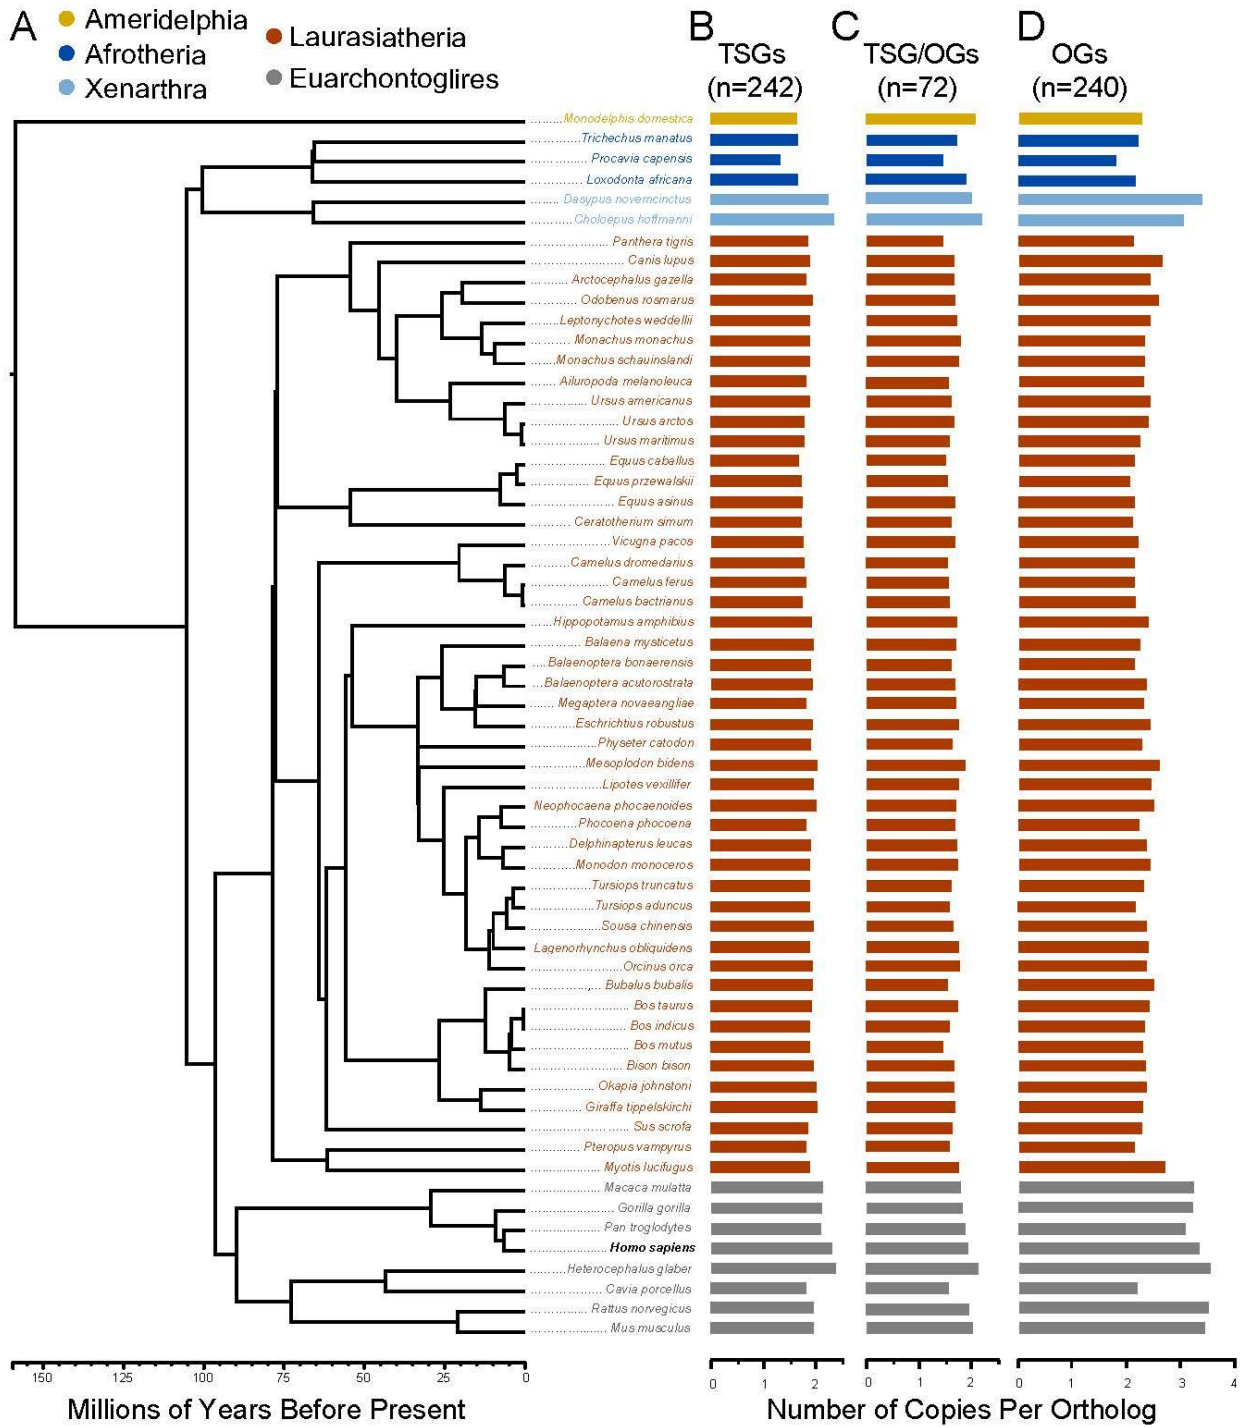 A
Ameridelphia
Afrotheria
Xenarthra
Laurasiatheria
Euarchontoglires
B
TSGs
(n=242)
C
TSG/OGs
(n=72)
D
OGs
(n=240)
Monodelphis domestica
Trichechus manatus
Procavia capensis
Loxodonta africana
Dasypus novemcinctus
Choloepus hoffmanni
Panthera tigris
Canis lupus
Arctocephalus gazella
Odobenus rosmarus
Leptonychotes weddellii
Monachus monachus
Monachus schauinslandi
Ailuropoda melanoleuca
Ursus americanus
Ursus arctos
Ursus maritimus
Equus caballus
Equus przewalskii
Equus asinus
Ceratotherium simum
Vicugna pacos
Camelus dromedarius
Camelus ferus
Camelus bactrianus
Hippopotamus amphibius
Balaena mysticetus
Balaenoptera bonaerensis
Balaenoptera acutorostrata
Megaptera novaeangliae
Eschrichtius robustus
Physeter catodon
Mesoplodon bidens
Lipotes vexillifer
Neophocaena phocaenoides
Phocoena phocoena
Delphinapterus leucas
Monodon monoceros
Tursiops truncatus
Tursiops aduncus
Sousa chinensis
Lagenorhynchus obliquidens
Orcinus orca
Bubalus bubalis
Bos taurus
Bos indicus
Bos mutus
Bison bison
Okapia johnstoni
Giraffa tippelskirchi
Sus scrofa
Pteropus vampyrus
Myotis lucifugus
Macaca mulatta
Gorilla gorilla
Pan troglodytes
Homo sapiens
Heterocephalus glaber
Cavia porcellus
Rattus norvegicus
Mus musculus
150 125 100 75 50 25 0
0 1 2
0 1 2
0 1 2 3 4
Millions of Years Before Present
Number of Copies Per Ortholog